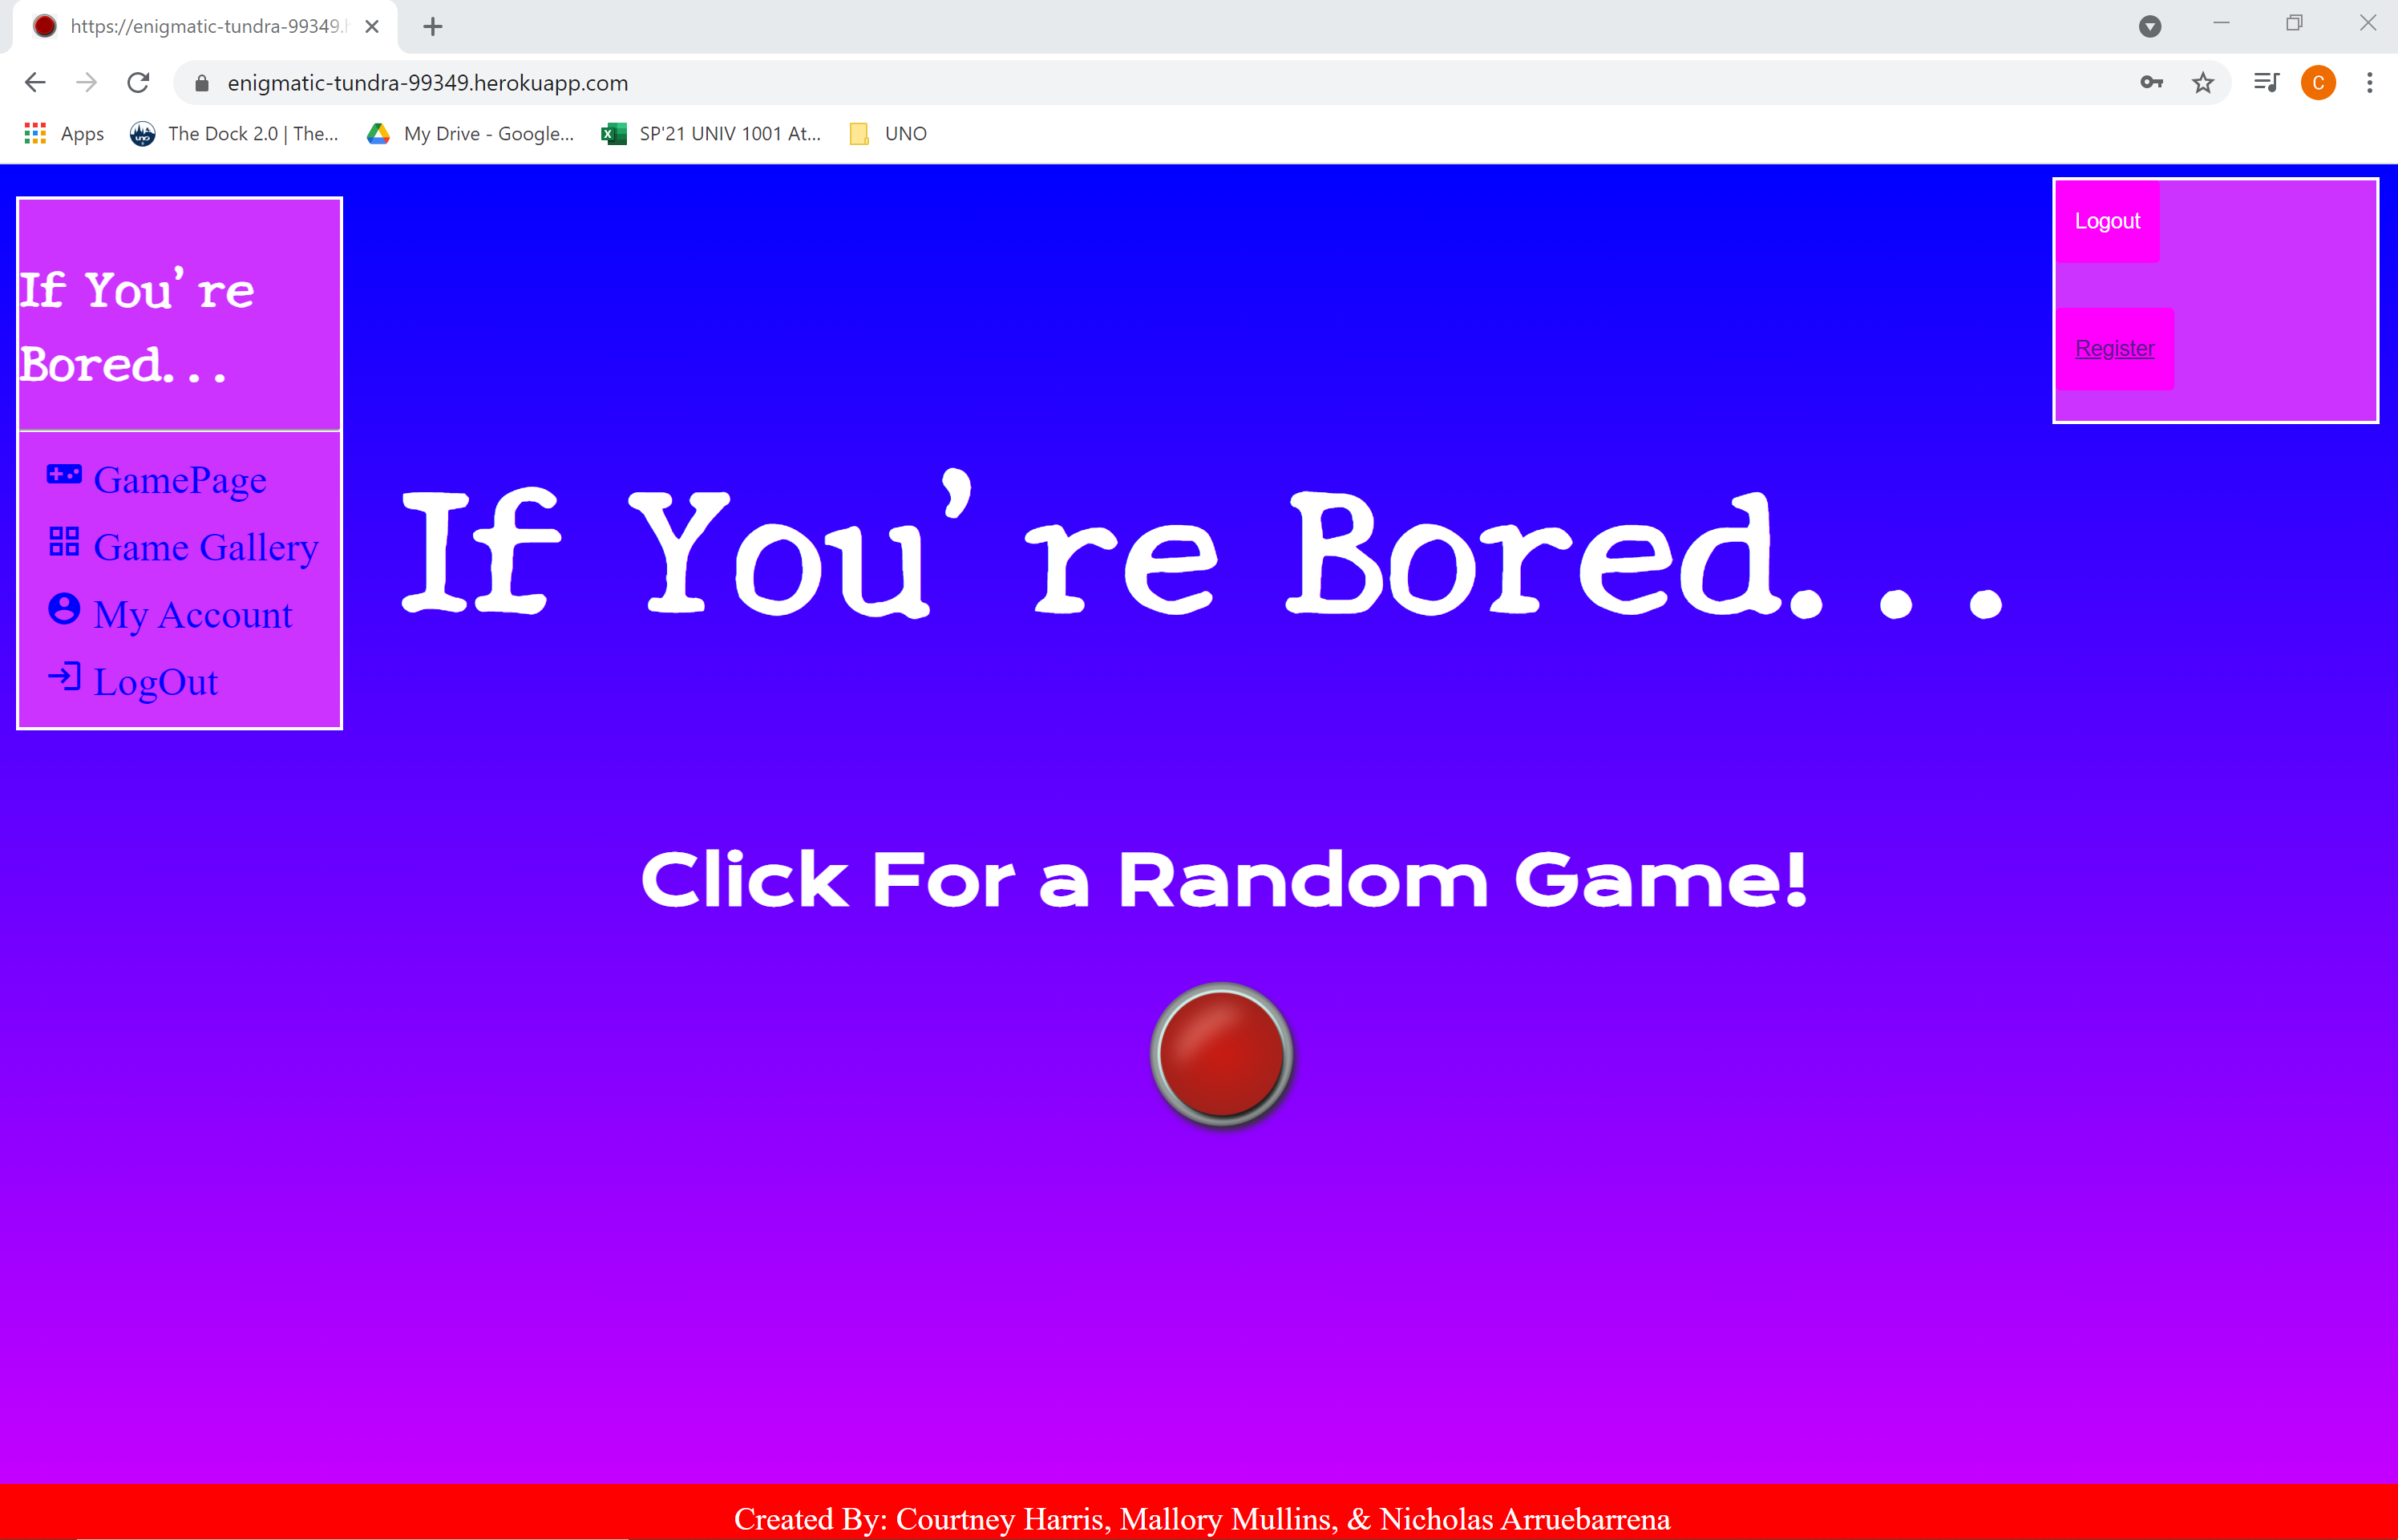 https://enigmatic-tundra-99349.h
enigmatic-tundra-99349.herokuapp.com
C
Apps
The Dock 2.0 | The...
My Drive - Google...
SP'21 UNIV 1001 At...
UNO
If You're
Bored...
GamePage
Game Gallery
My Account
LogOut
Logout
Register
If You're Bored...
Click For a Random Game!
Created By: Courtney Harris, Mallory Mullins, & Nicholas Arruebarrena